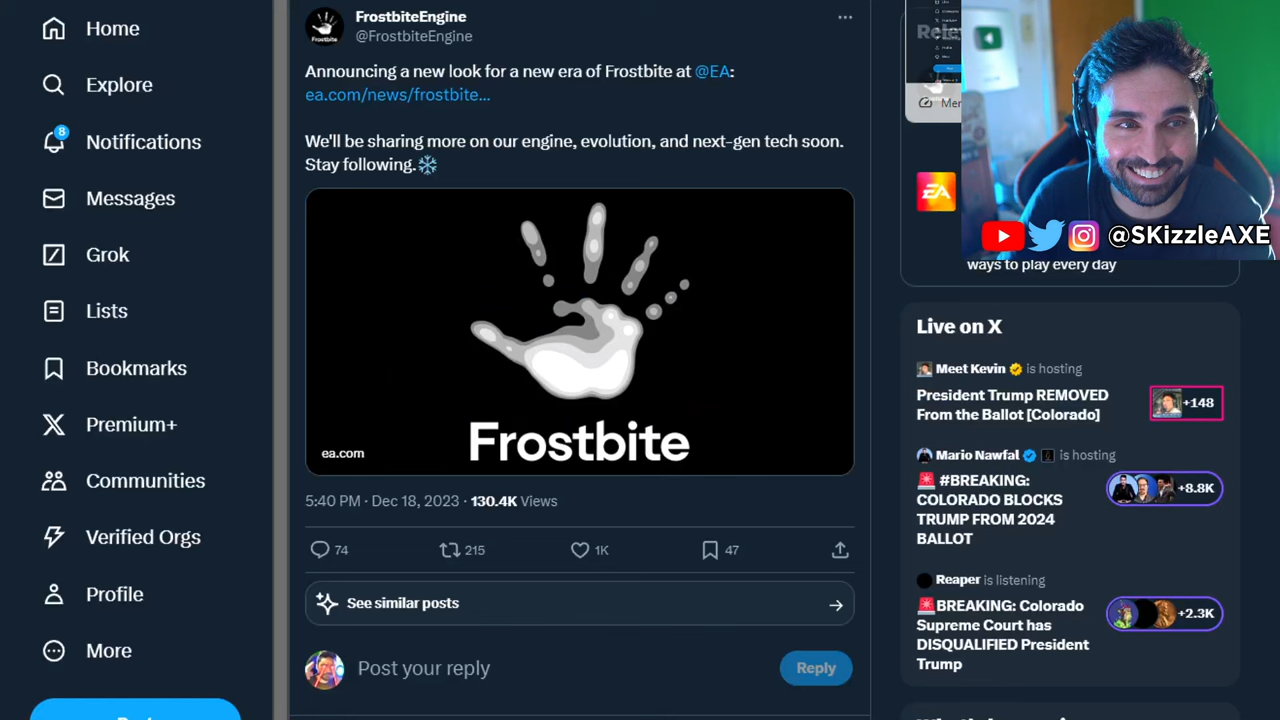 Home
Explore
8
Notifications
Messages
Grok
Lists
Bookmarks
Premium+
Communities
Verified Orgs
Profile
More
Frostbite
FrostbiteEngine
@FrostbiteEngine
Announcing a new look for a new era of Frostbite at @EA:
ea.com/news/frostbite...
We'll be sharing more on our engine, evolution, and next-gen tech soon.
Stay following.❄️
Frostbite
ea.com
5:40 PM · Dec 18, 2023 · 130.4K Views
74
215
1K
47
See similar posts
Post your reply
Reply
EA
@SKizzleAXE
ways to play every day
Live on X
Meet Kevin is hosting
President Trump REMOVED
From the Ballot [Colorado]
+148
Mario Nawfal is hosting
🚨 #BREAKING:
COLORADO BLOCKS
TRUMP FROM 2024
BALLOT
+8.8K
Reaper is listening
🚨BREAKING: Colorado
Supreme Court has
DISQUALIFIED President
Trump
+2.3K